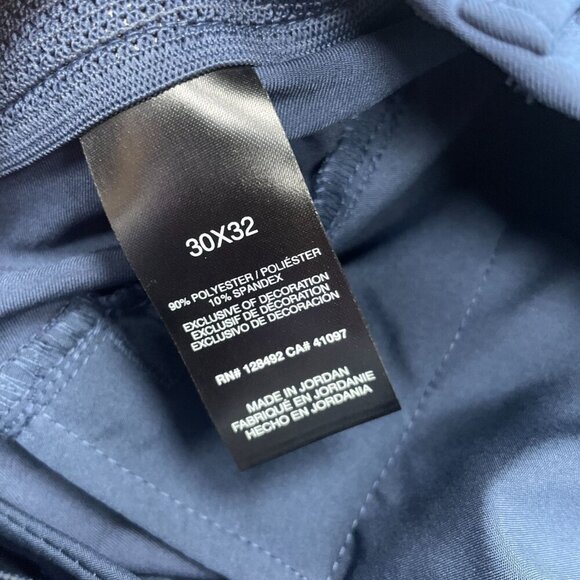 30X32
90% POLYESTER / POLIÉSTER
10% SPANDEX
EXCLUSIVE OF DECORATION
EXCLUSIF DE DÉCORATION
EXCLUSIVO DE DECORACIÓN
RN# 128492 CA# 41097
MADE IN JORDAN
FABRIQUÉ EN JORDANIE
HECHO EN JORDANIA